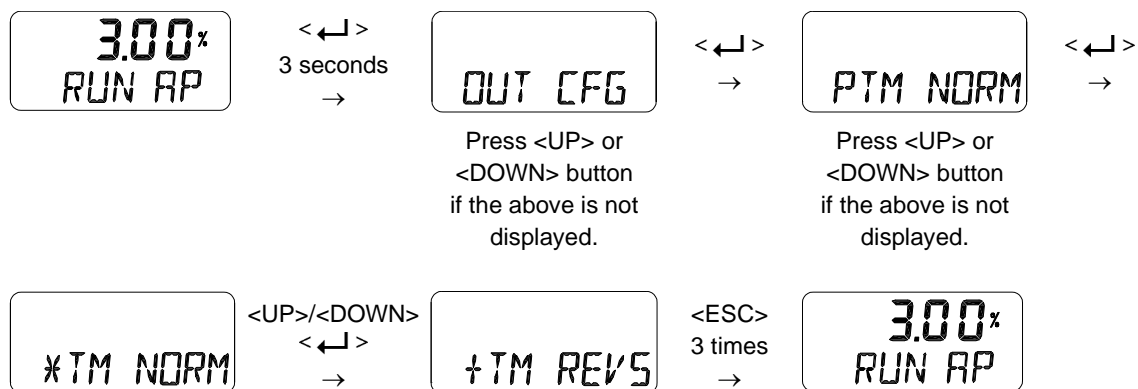 3.00%
RUN AP
< ↵ >
3 seconds
→
OUT CFG
Press <UP> or
<DOWN> button
if the above is not
displayed.
< ↵ >
→
PTM NORM
Press <UP> or
<DOWN> button
if the above is not
displayed.
< ↵ >
→
*TM NORM
<UP>/<DOWN>
< ↵ >
→
+TM REVS
<ESC>
3 times
→
3.00%
RUN AP